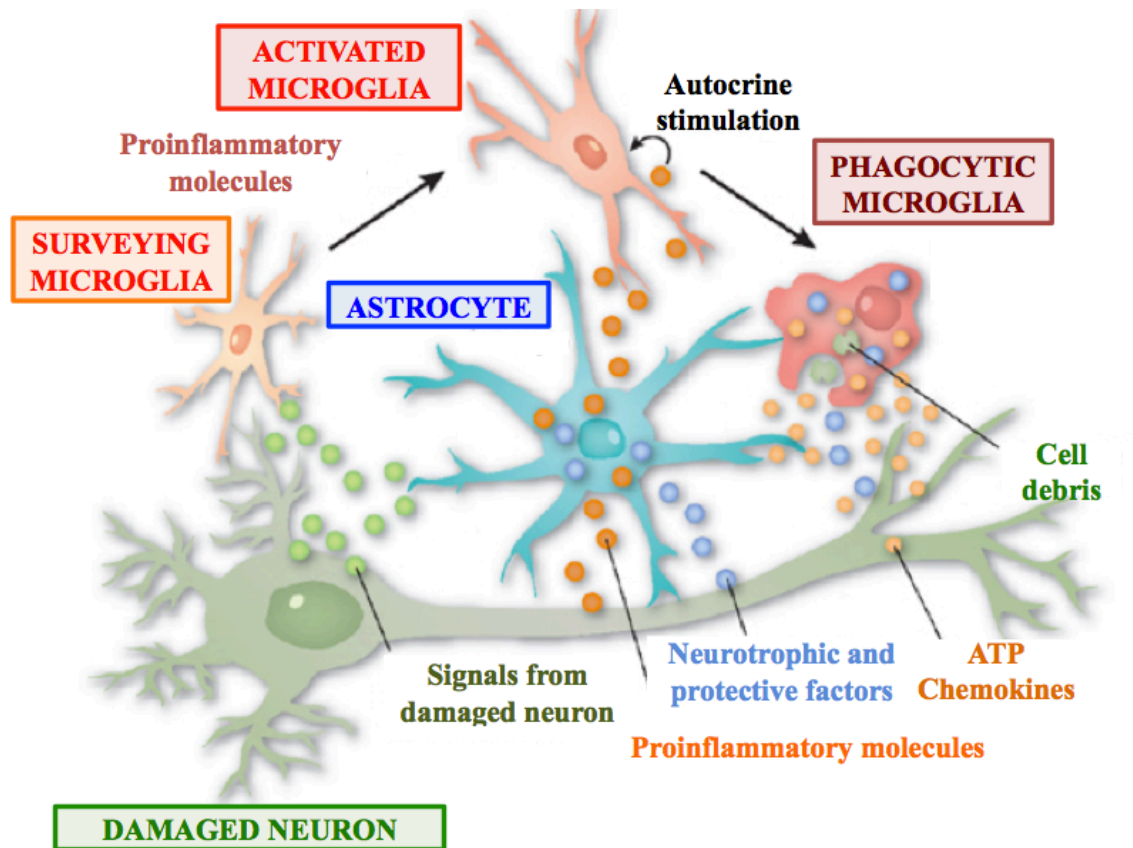 ACTIVATED
MICROGLIA
Autocrine
stimulation
Proinflammatory
molecules
PHAGOCYTIC
MICROGLIA
SURVEYING
MICROGLIA
ASTROCYTE
Cell
debris
Signals from
damaged neuron
Neurotrophic and
protective factors
ATP
Chemokines
Proinflammatory molecules
DAMAGED NEURON